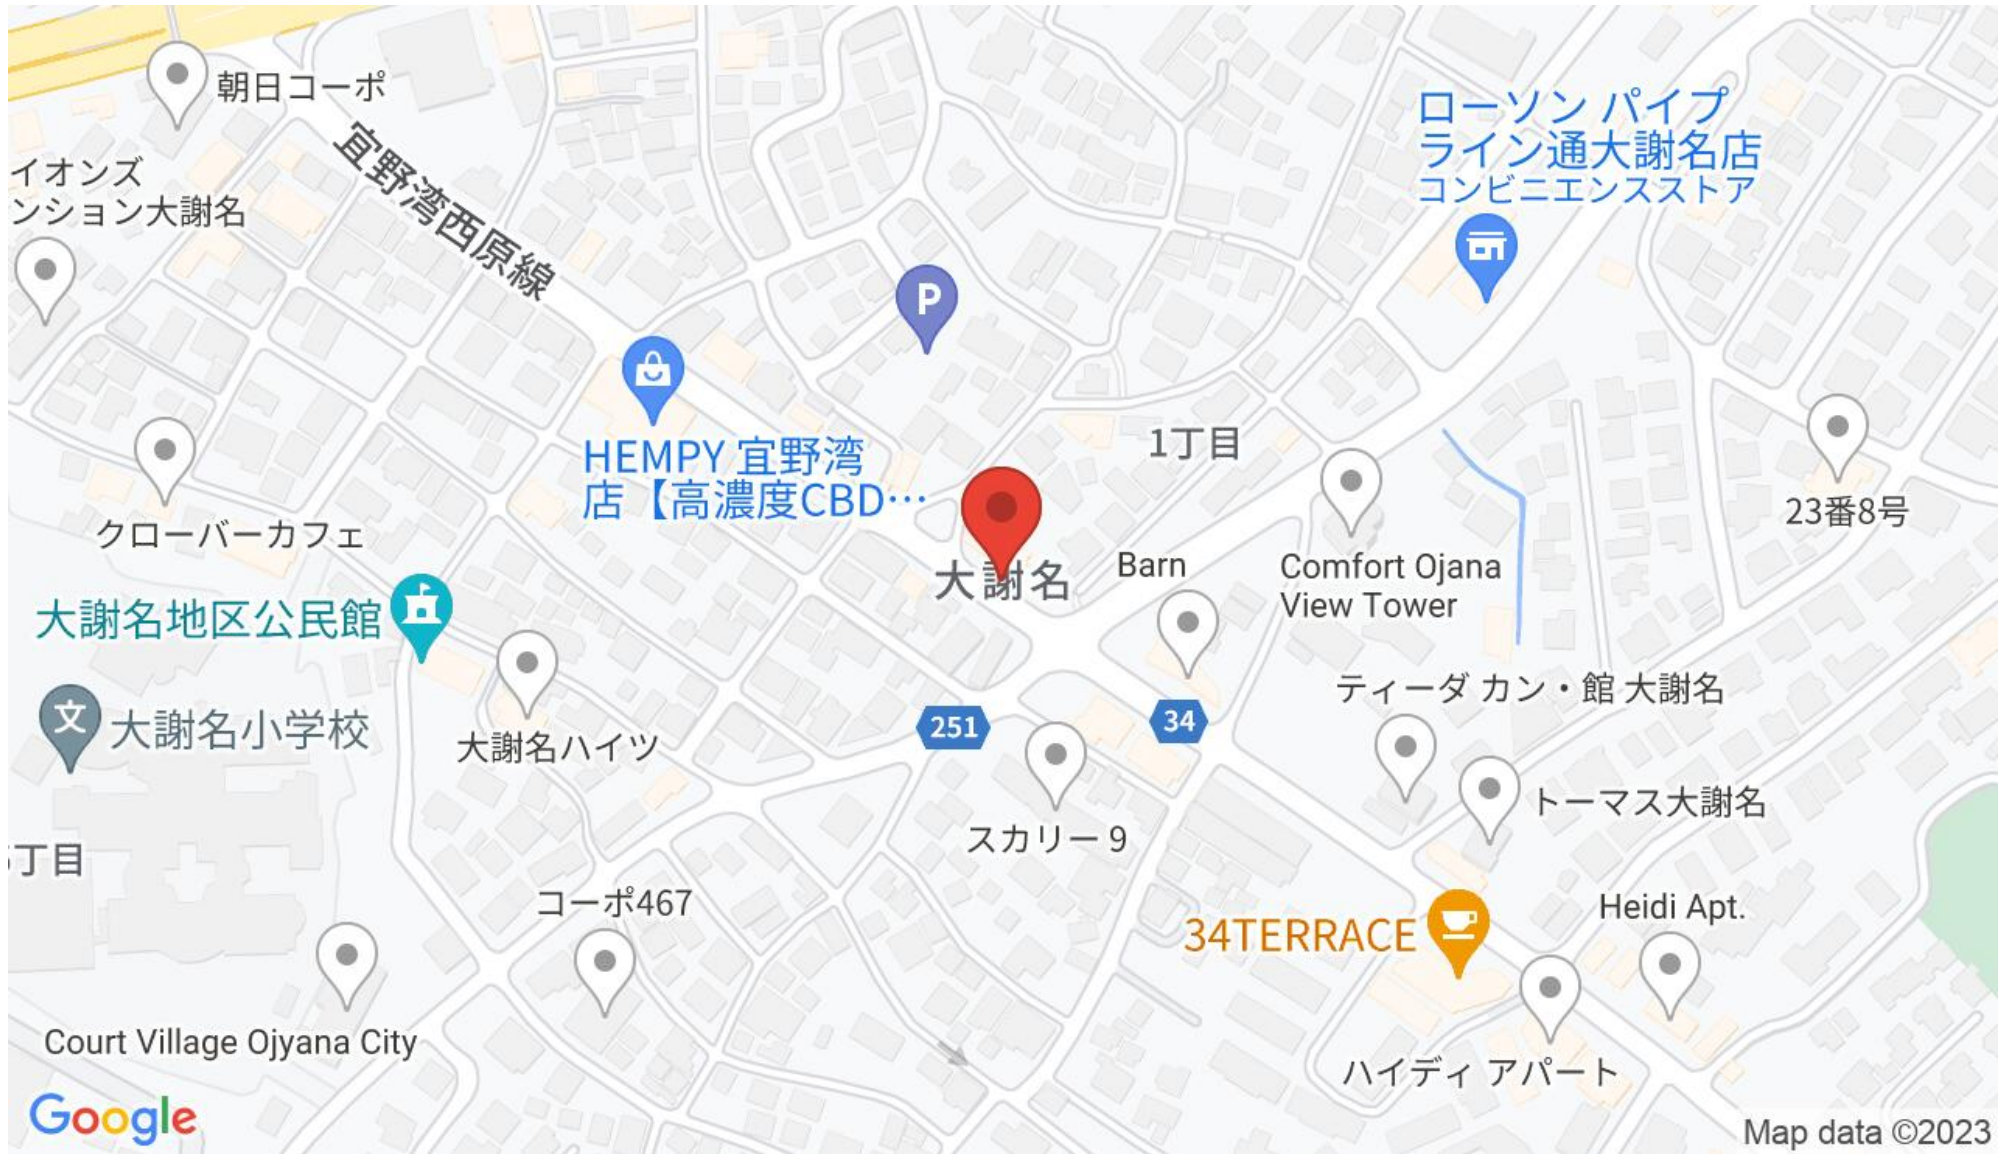 朝日コーポ
イオンズ
ンション大謝名
宜野湾西原線
ローソン パイプ
ライン通大謝名店
コンビニエンスストア
P
HEMPY 宜野湾
店【高濃度CBD…
1丁目
23番8号
クローバーカフェ
大謝名
Barn
Comfort Ojana
View Tower
大謝名地区公民館
文
大謝名小学校
大謝名ハイツ
251
34
ティーダ カン・館 大謝名
トーマス大謝名
スカリー 9
丁目
コーポ467
34TERRACE
Heidi Apt.
Court Village Ojyana City
ハイディ アパート
Google
Map data ©2023